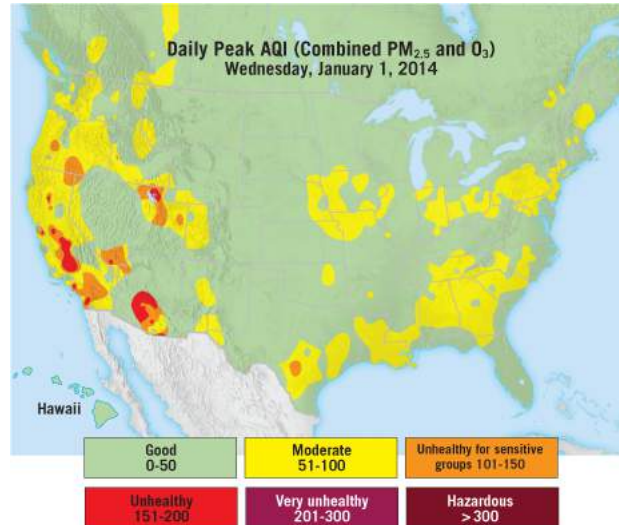 Daily Peak AQI (Combined PM2.5 and O3)
Wednesday, January 1, 2014
Hawaii
Good
0-50
Moderate
51-100
Unhealthy for sensitive
groups 101-150
Unhealthy
151-200
Very unhealthy
201-300
Hazardous
>300